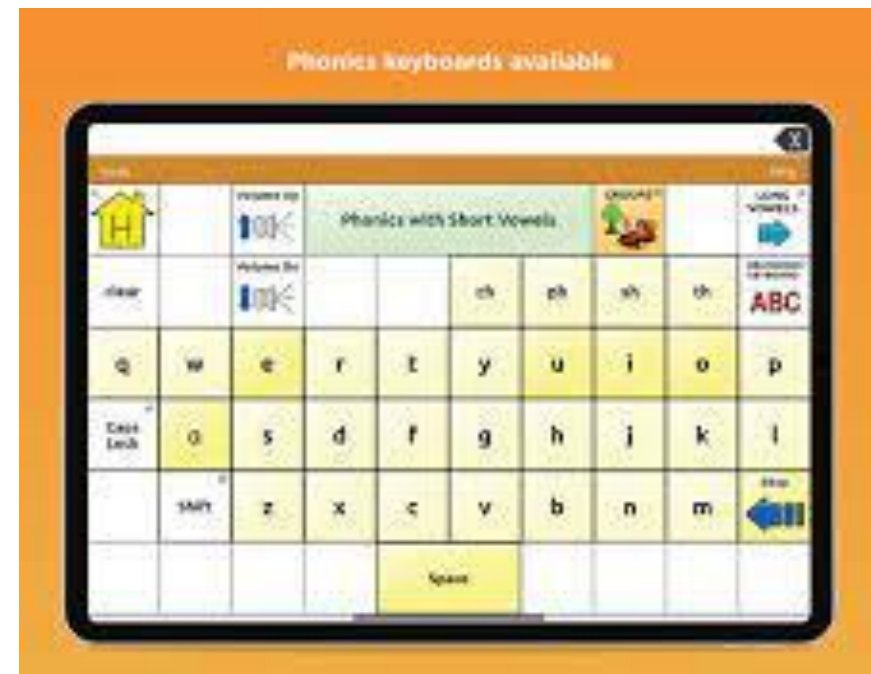 Phonics keyboards available
X
Volume Up Phonics with Short Vowels GROUPS LONG VOWELS
H
clear Volume Dn ch ph sh th
ABC
q w e r t y u i o p
Caps Lock a s d f g h j k l
shift z x c v b n m Stop
Space